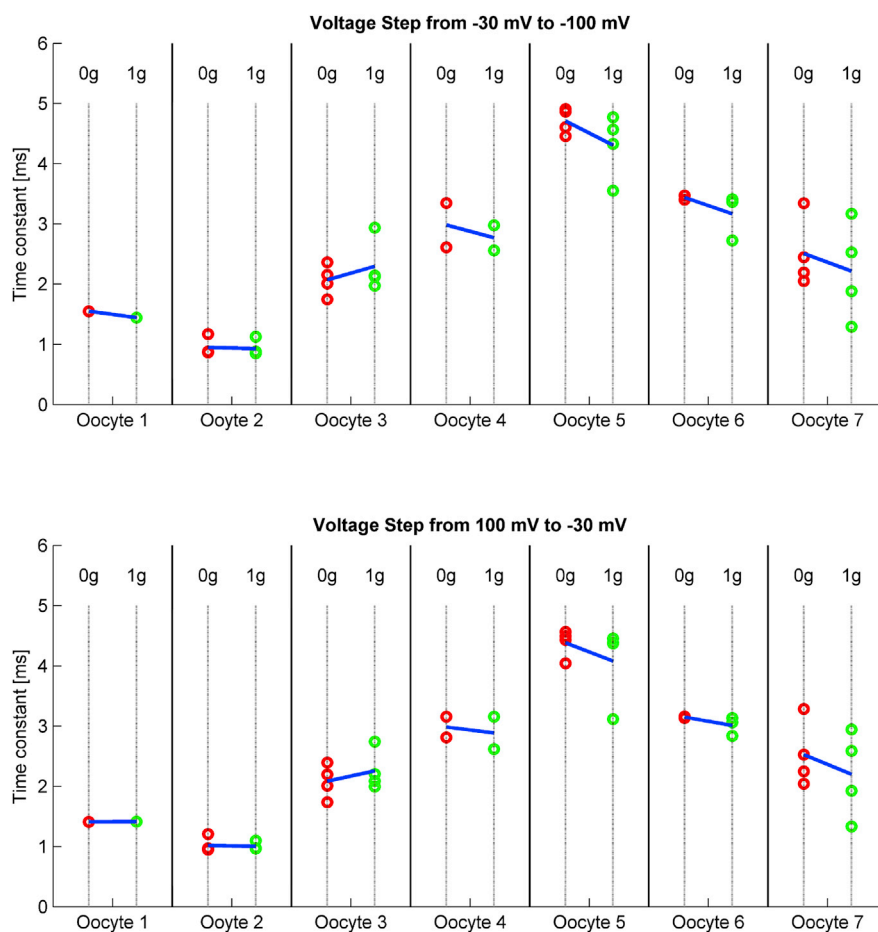 Voltage Step from -30 mV to -100 mV
6
0g 1g 0g 1g 0g 1g 0g 1g 0g 1g 0g 1g 0g 1g
5
4
3
2
1
0
Time constant [ms]
Oocyte 1 Ooyte 2 Oocyte 3 Oocyte 4 Oocyte 5 Oocyte 6 Oocyte 7
Voltage Step from 100 mV to -30 mV
6
0g 1g 0g 1g 0g 1g 0g 1g 0g 1g 0g 1g 0g 1g
5
4
3
2
1
0
Time constant [ms]
Oocyte 1 Oocyte 2 Oocyte 3 Oocyte 4 Oocyte 5 Oocyte 6 Oocyte 7